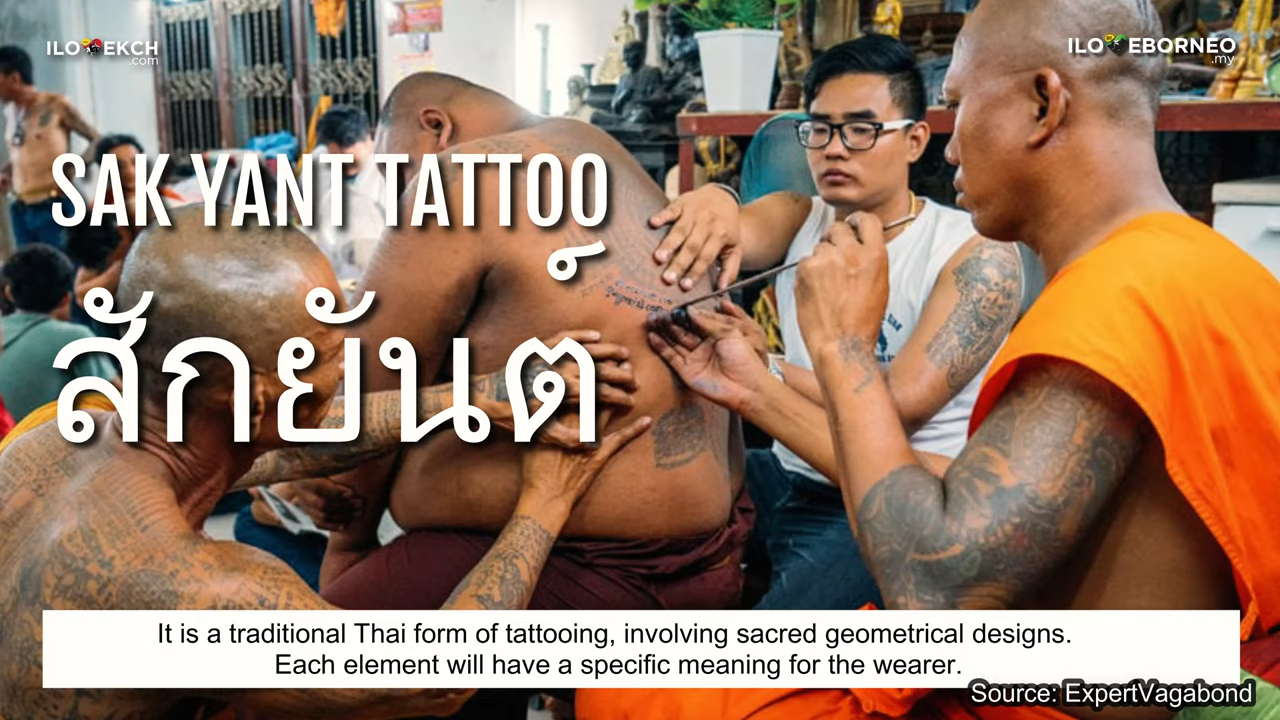 ILOVEKCH
.com
ILOVEBORNEO
.my
SAK YANT TATTOO
สักยันต์
It is a traditional Thai form of tattooing, involving sacred geometrical designs.
Each element will have a specific meaning for the wearer.
Source: ExpertVagabond